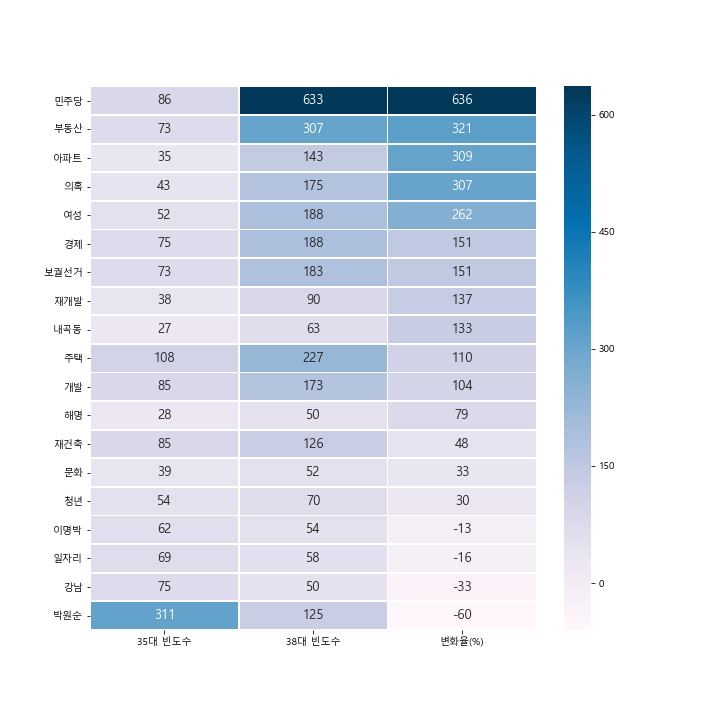 민주당 86 633 636
부동산 73 307 321
아파트 35 143 309
의혹 43 175 307
여성 52 188 262
경제 75 188 151
보궐선거 73 183 151
재개발 38 90 137
내곡동 27 63 133
주택 108 227 110
개발 85 173 104
해명 28 50 79
재건축 85 126 48
문화 39 52 33
청년 54 70 30
이명박 62 54 -13
일자리 69 58 -16
강남 75 50 -33
박원순 311 125 -60
35대 빈도수 38대 빈도수 변화율(%)
600
450
300
150
0